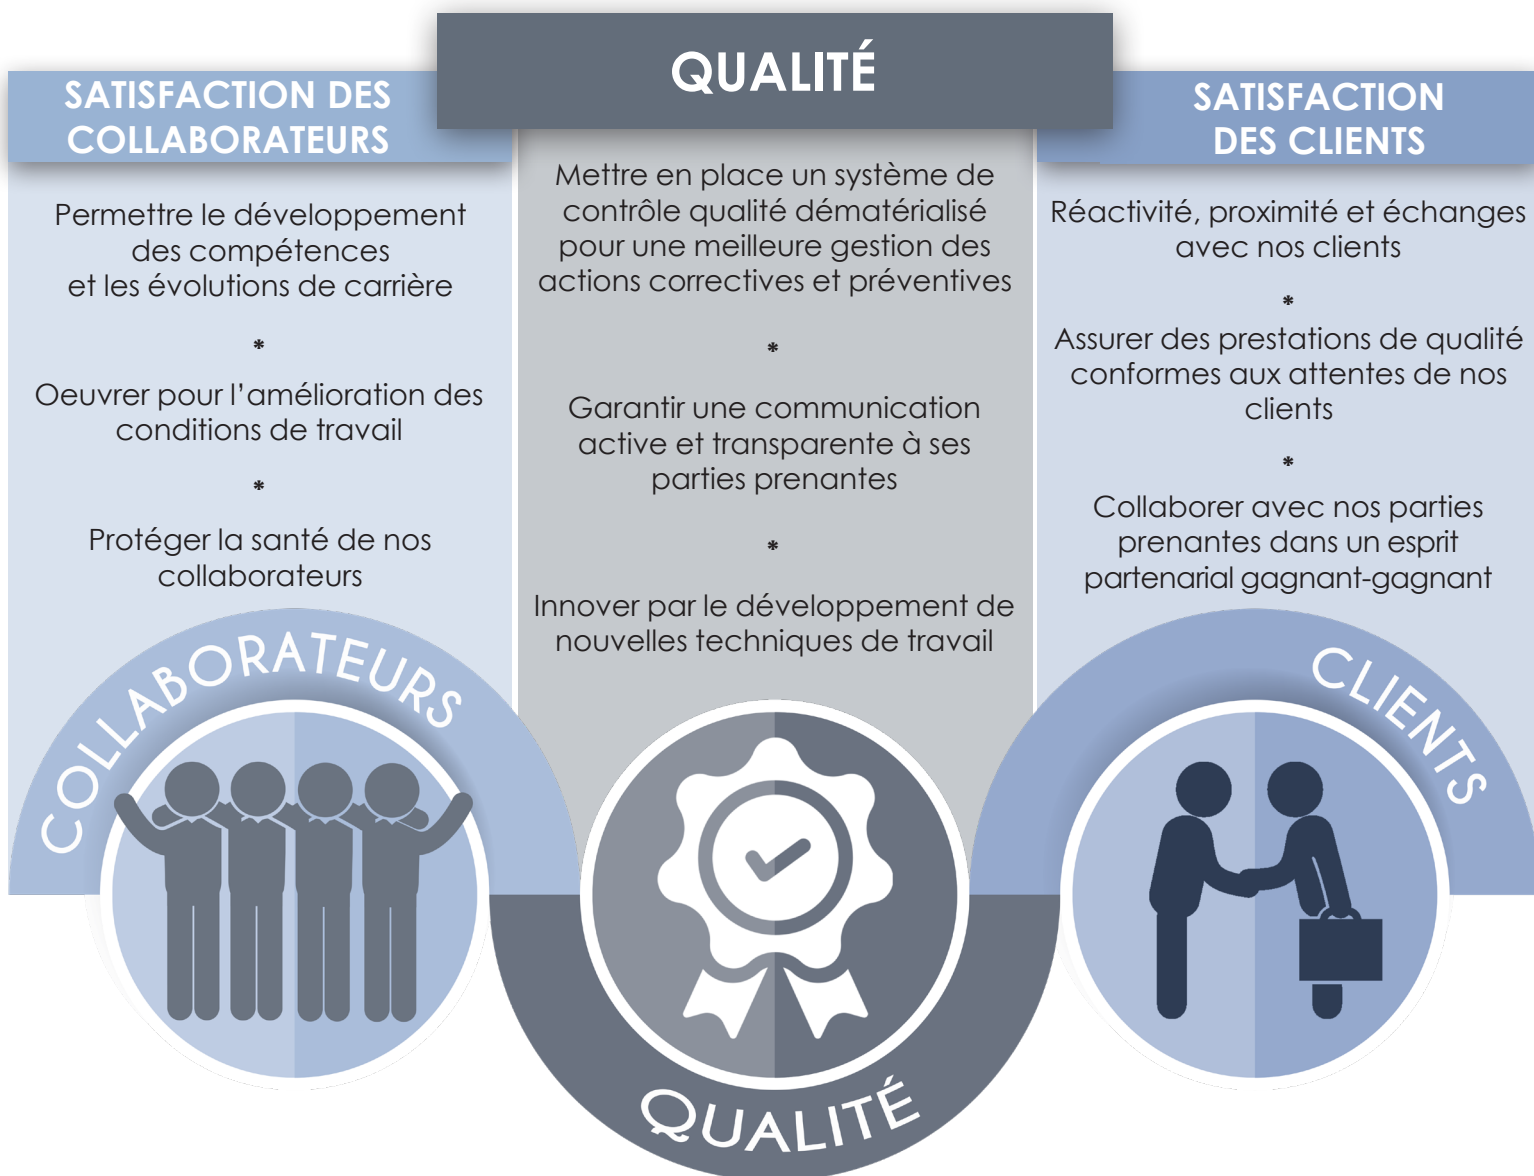 QUALITÉ
SATISFACTION DES
COLLABORATEURS
Permettre le développement
des compétences
et les évolutions de carrière
*
Oeuvrer pour l'amélioration des
conditions de travail
*
Protéger la santé de nos
collaborateurs
Mettre en place un système de
contrôle qualité dématérialisé
pour une meilleure gestion des
actions correctives et préventives
*
Garantir une communication
active et transparente à ses
parties prenantes
*
Innover par le développement de
nouvelles techniques de travail
SATISFACTION
DES CLIENTS
Réactivité, proximité et échanges
avec nos clients
*
Assurer des prestations de qualité
conformes aux attentes de nos
clients
*
Collaborer avec nos parties
prenantes dans un esprit
partenarial gagnant-gagnant
COLLABORATEURS
QUALITÉ
CLIENTS